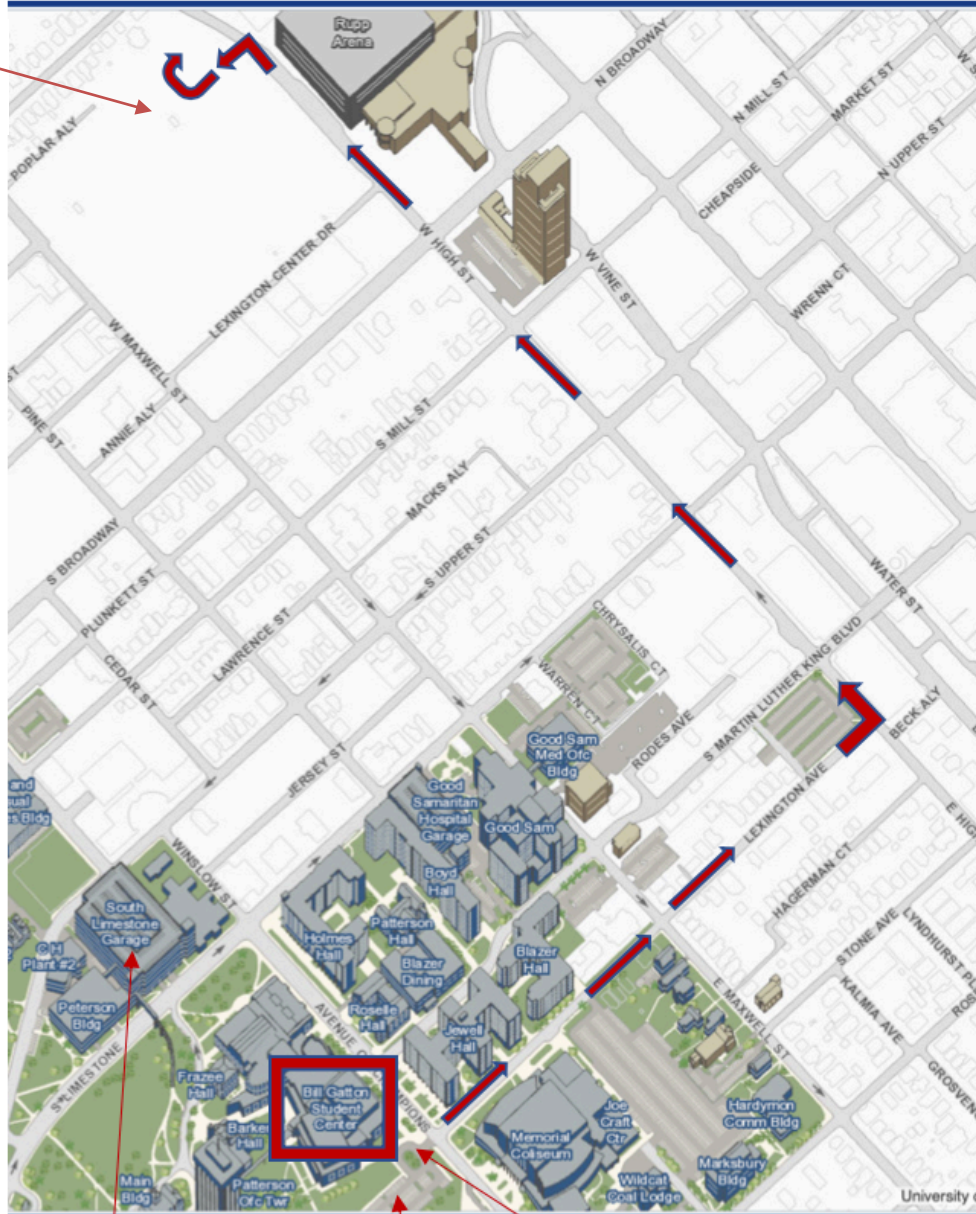 Rupp
Arena
N BROADWAY
N MILL ST
MARKET ST
N UPPER ST
POPLAR ALY
CHEAPSIDE
LEXINGTON CENTER DR
W HIGH ST
W VINE ST
WRENN CT
W MAXWELL ST
PINE ST
ANNIE ALY
S MILL ST
MACKS ALY
S BROADWAY
S UPPER ST
PLUNKETT ST
WATER ST
LAWRENCE ST
CHRYSALIS CT
CEDAR ST
WARREN CT
S MARTIN LUTHER KING BLVD
RODES AVE
BECK ALY
JERSEY ST
Good Sam
Med Ofc
Bldg
Good
Samaritan
Hospital
Garage
Good Sam
LEXINGTON AVE
E HIGH
WINSLOW ST
Boyd
Hall
HAGERMAN CT
South
Limestone
Garage
Patterson
Hall
Holmes
Hall
Blazer
Dining
Blazer
Hall
STONE AVE
LYNDHURST PL
Plant #2
Peterson
Bldg
Roselle
Hall
Jewell
Hall
E MAXWELL ST
KALMIA AVE
S LIMESTONE
AVENUE O
MPIONS
Frazee
Hall
Bill Gatton
Student
Center
GROSVEN
Memorial
Coliseum
Joe
Craft
Ctr
Hardymon
Comm Bldg
Barker
Hall
Main
Bldg
Patterson
Ofc Twr
Wildcat
Coal Lodge
Marksbury
Bldg
University